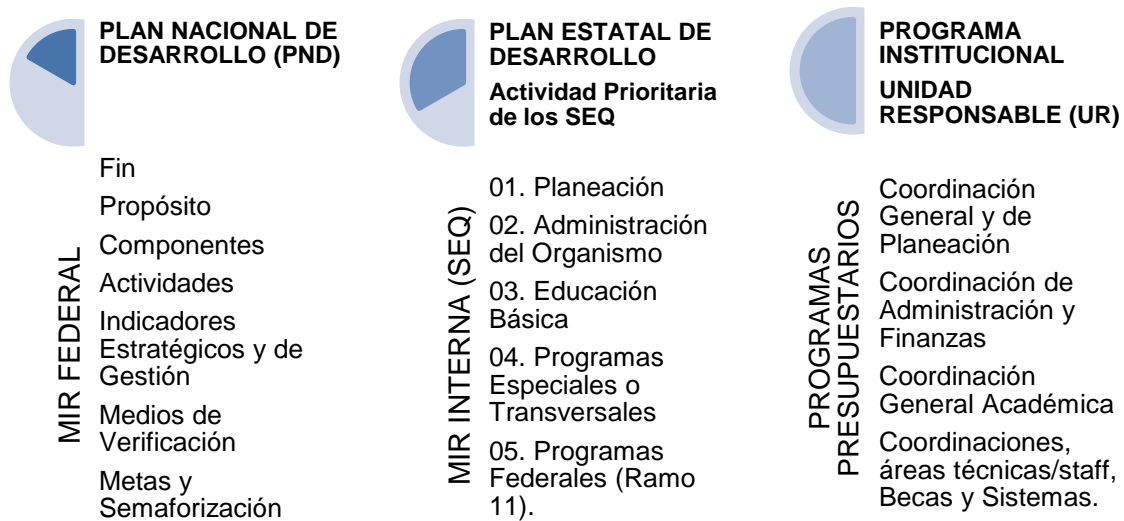 PLAN NACIONAL DE
DESARROLLO (PND)
MIR FEDERAL
Fin
Propósito
Componentes
Actividades
Indicadores
Estratégicos y de
Gestión
Medios de
Verificación
Metas y
Semaforización
PLAN ESTATAL DE
DESARROLLO
Actividad Prioritaria
de los SEQ
MIR INTERNA (SEQ)
01. Planeación
02. Administración
del Organismo
03. Educación
Básica
04. Programas
Especiales o
Transversales
05. Programas
Federales (Ramo
11).
PROGRAMA
INSTITUCIONAL
UNIDAD
RESPONSABLE (UR)
PROGRAMAS
PRESUPUESTARIOS
Coordinación
General y de
Planeación
Coordinación de
Administración y
Finanzas
Coordinación
General Académica
Coordinaciones,
áreas técnicas/staff,
Becas y Sistemas.